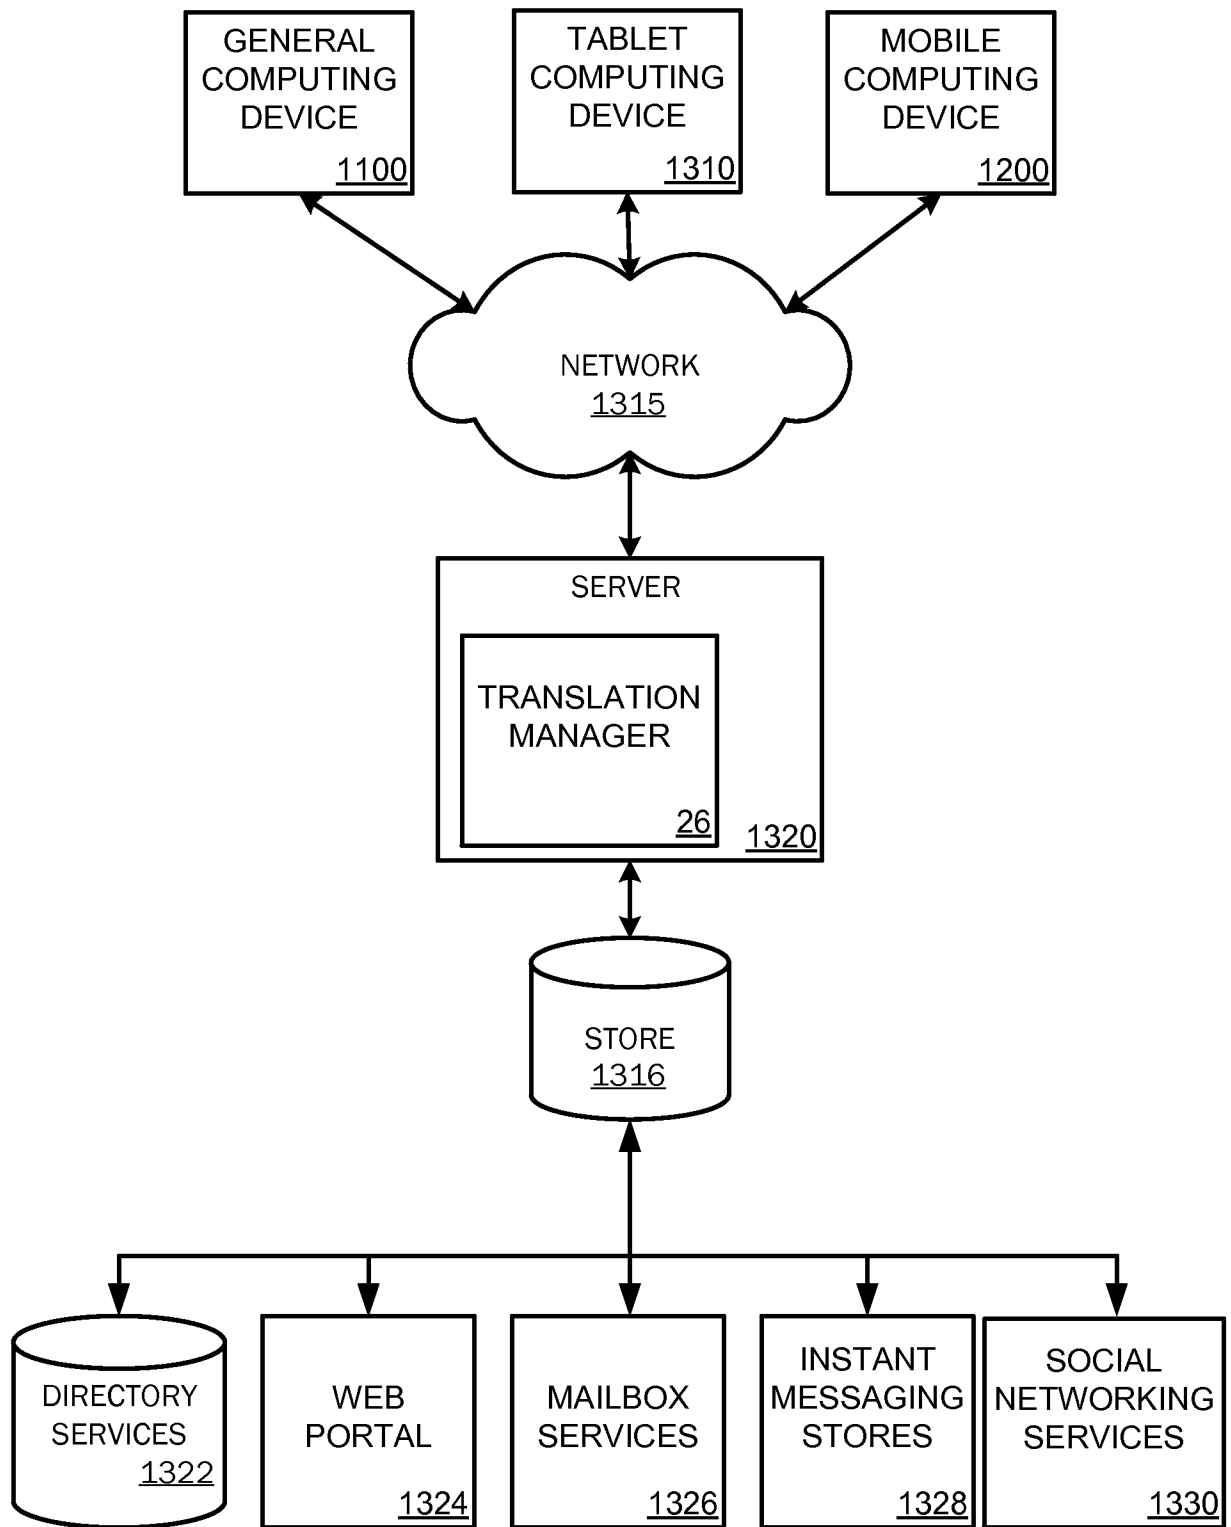 GENERAL
COMPUTING
DEVICE
1100
TABLET
COMPUTING
DEVICE
1310
MOBILE
COMPUTING
DEVICE
1200
NETWORK
1315
SERVER
TRANSLATION
MANAGER
26
1320
STORE
1316
DIRECTORY
SERVICES
1322
WEB
PORTAL
1324
MAILBOX
SERVICES
1326
INSTANT
MESSAGING
STORES
1328
SOCIAL
NETWORKING
SERVICES
1330